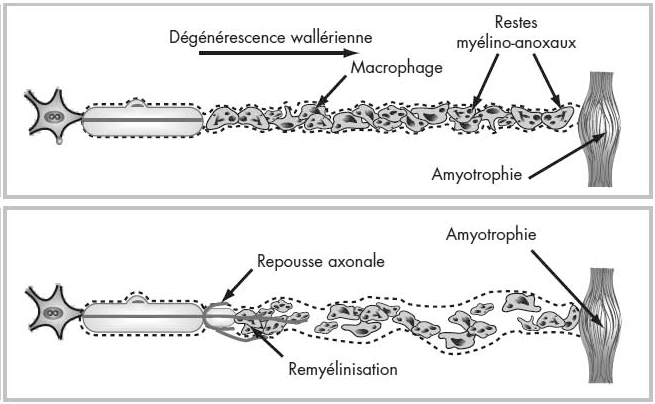 Dégénérescence wallérienne
Restes
myélino-anoxaux
Macrophage
Amyotrophie
Amyotrophie
Repousse axonale
Remyélinisation